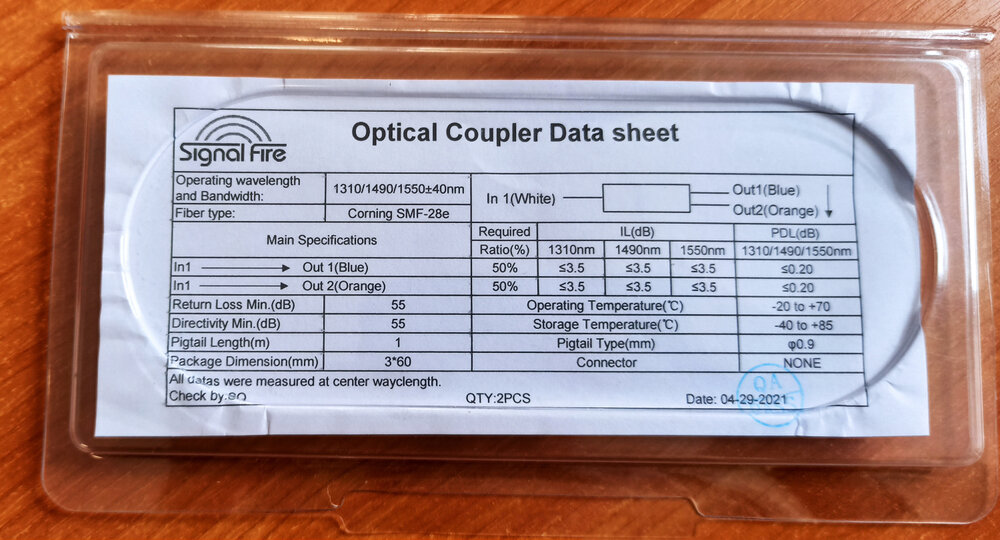 Signal Fire
Optical Coupler Data sheet
Operating wavelength and Bandwidth: 1310/1490/1550±40nm
Fiber type: Corning SMF-28e
In 1(White) Out1(Blue)
Out2(Orange)
Main Specifications Required Ratio(%) IL(dB) PDL(dB)
1310nm 1490nm 1550nm 1310/1490/1550nm
In1 Out 1(Blue) 50% ≤3.5 ≤3.5 ≤3.5 ≤0.20
In1 Out 2(Orange) 50% ≤3.5 ≤3.5 ≤3.5 ≤0.20
Return Loss Min.(dB) 55 Operating Temperature(℃) -20 to +70
Directivity Min.(dB) 55 Storage Temperature(℃) -40 to +85
Pigtail Length(m) 1 Pigtail Type(mm) φ0.9
Package Dimension(mm) 3*60 Connector NONE
All datas were measured at center wayclength.
Check by:SQ QTY:2PCS Date: 04-29-2021
QA